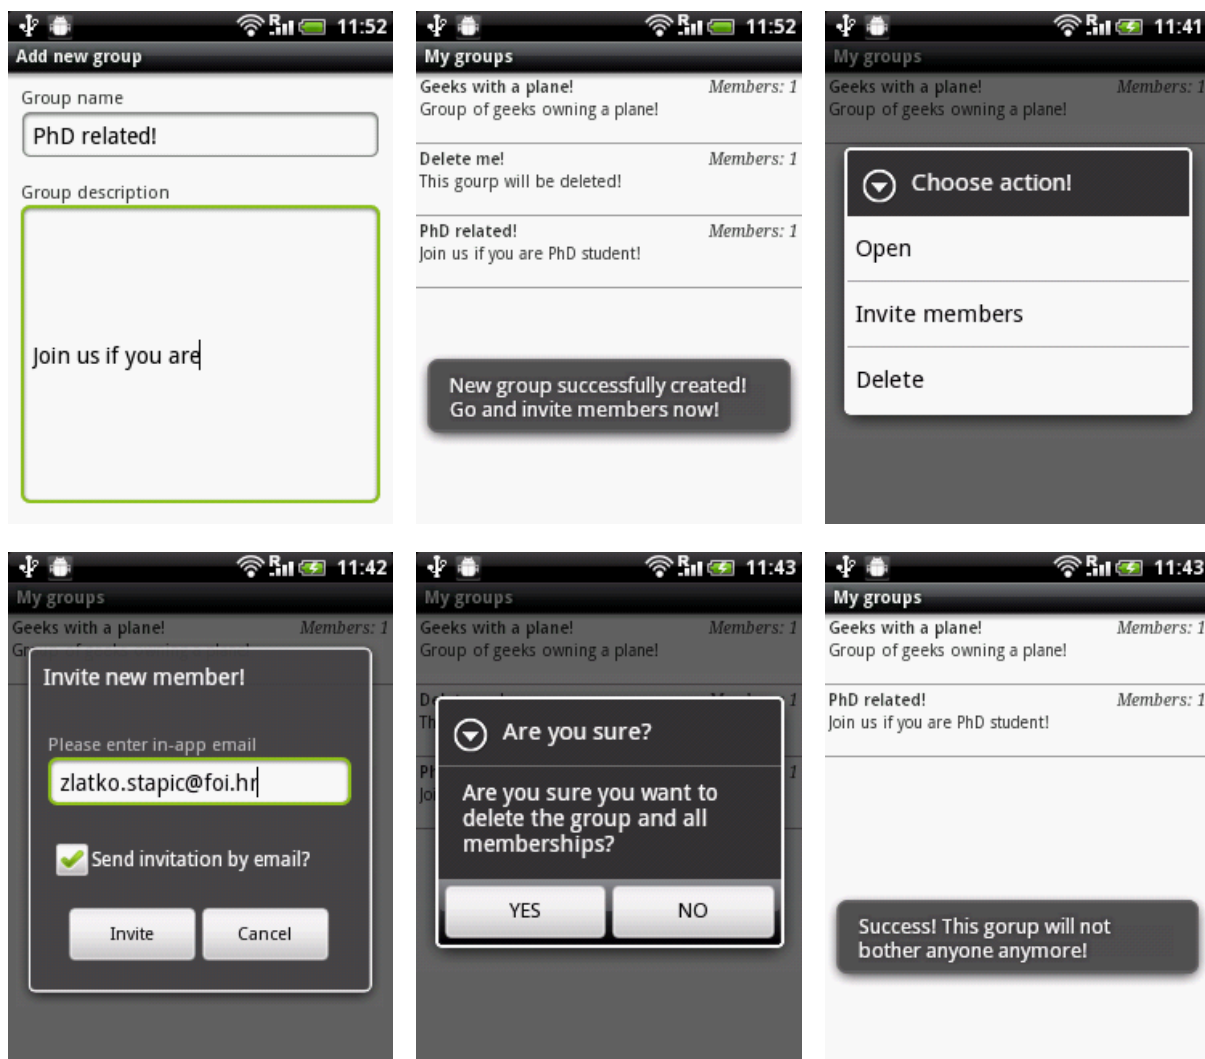 11:52
Add new group
Group name
PhD related!
Group description
Join us if you are
R 11:52
My groups
Geeks with a plane! Members: 1
Group of geeks owning a plane!
Delete me! Members: 1
This gourp will be deleted!
PhD related! Members: 1
Join us if you are PhD student!
New group successfully created!
Go and invite members now!
R 11:41
My groups
Geeks with a plane! Members: 1
Group of geeks owning a plane!
Choose action!
Open
Invite members
Delete
R 11:42
My groups
Geeks with a plane! Members: 1
Invite new member!
Please enter in-app email
zlatko.stapic@foi.hr
Send invitation by email?
Invite Cancel
R 11:43
My groups
Geeks with a plane! Members: 1
Group of geeks owning a plane!
Are you sure?
Are you sure you want to
delete the group and all
memberships?
YES NO
R 11:43
My groups
Geeks with a plane! Members: 1
Group of geeks owning a plane!
PhD related! Members: 1
Join us if you are PhD student!
Success! This gorup will not
bother anyone anymore!